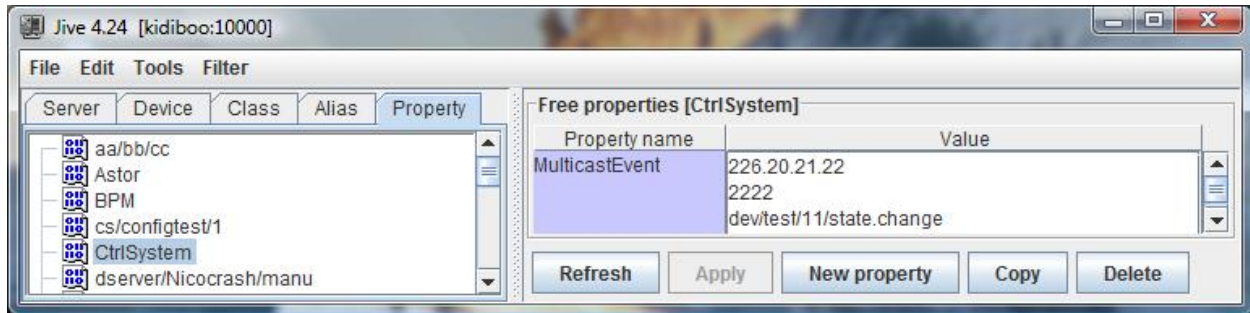 Jive 4.24 [kidiboo:10000]
File Edit Tools Filter
Server Device Class Alias Property
aa/bb/cc
Astor
BPM
cs/configtest/1
CtrlSystem
dserver/Nicocrash/manu
Free properties [CtrlSystem]
Property name Value
MulticastEvent 226.20.21.22
2222
dev/test/11/state.change
Refresh Apply New property Copy Delete